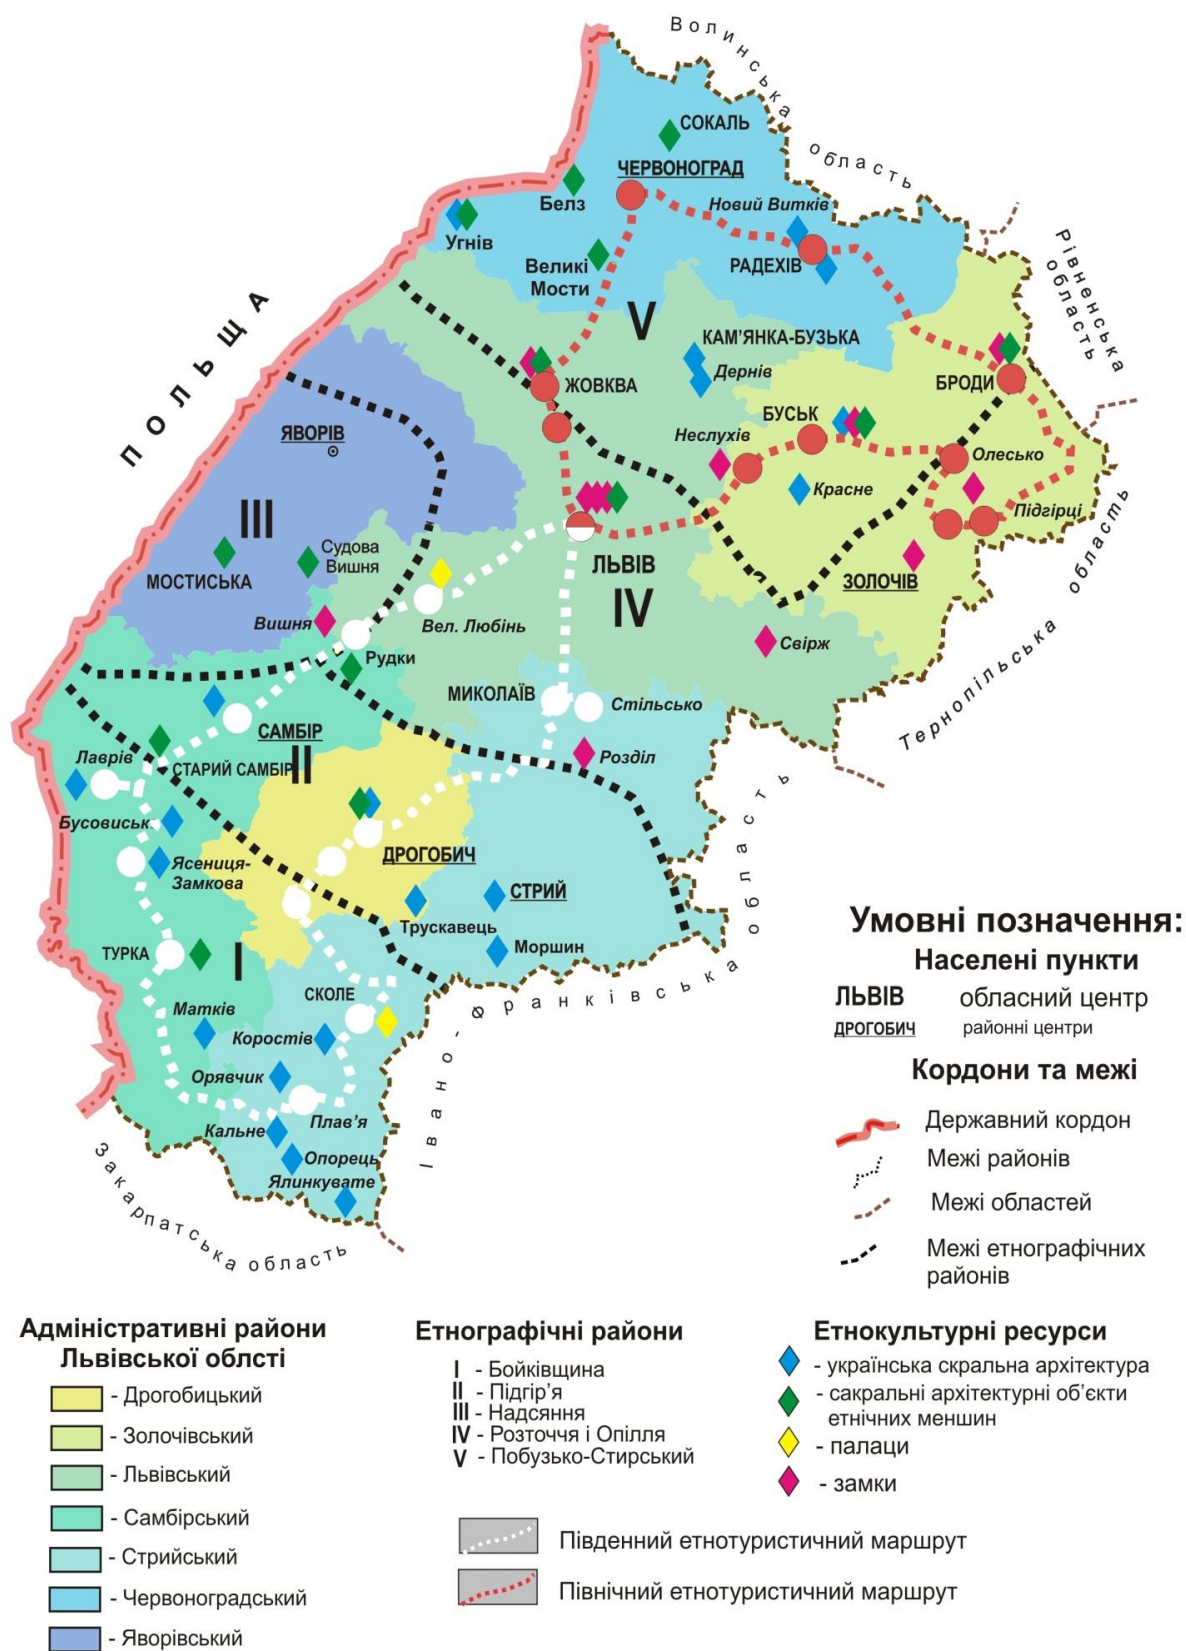 Волинська область
СОКАЛЬ
ЧЕРВОНОГРАД
Белз
Новий Витків
Угнів
РАДЕХІВ
Великі
Мости
Рівненська
область
ПОЛЬЩА
V
КАМ’ЯНКА-БУЗЬКА
Дернів
ЖОВКВА
БРОДИ
БУСЬК
ЯВОРІВ
Неслухів
Олесько
Красне
Підгірці
III
Судова
Вишня
МОСТИСЬКА
ЛЬВІВ
ЗОЛОЧІВ
IV
Вишня
Вел. Любінь
Свірж
Тернопільська область
Рудки
МИКОЛАЇВ
Стільсько
САМБІР
Розділ
Лаврів
СТАРИЙ САМБІР
II
Бусовиськ
Ясениця-
Замкова
ДРОГОБИЧ
СТРИЙ
Трускавець
Моршин
ТУРКА
I
СКОЛЕ
Матків
Коростів
Орявчик
Плав’я
Кальне
Опорець
Ялинкувате
Івано-Франківська область
Закарпатська область
Умовні позначення:
Населені пункти
ЛЬВІВ обласний центр
ДРОГОБИЧ районні центри
Кордони та межі
Державний кордон
Межі районів
Межі областей
Межі етнографічних
районів
Адміністративні райони
Львівської облсті
- Дрогобицький
- Золочівський
- Львівський
- Самбірський
- Стрийський
- Червоноградський
- Яворівський
Етнографічні райони
I - Бойківщина
II - Підгір’я
III - Надсяння
IV - Розточчя і Опілля
V - Побузько-Стирський
Південний етнотуристичний маршрут
Північний етнотуристичний маршрут
Етнокультурні ресурси
- українська скральна архітектура
- сакральні архітектурні об’єкти
етнічних меншин
- палаци
- замки